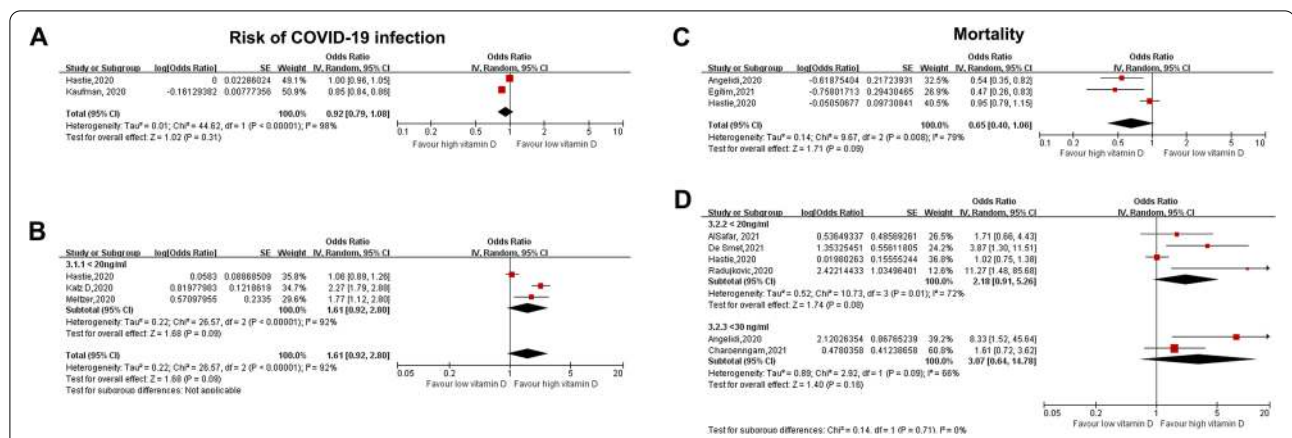 A
Risk of COVID-19 infection
Odds Ratio Odds Ratio
Study or Subgroup log[Odds Ratio] SE Weight IV, Random, 95% CI IV, Random, 95% CI
Hastie,2020 0 0.02286024 49.1% 1.00 [0.96, 1.05]
Kaufman, 2020 -0.16129382 0.00777356 50.9% 0.85 [0.84, 0.86]
Total (95% CI) 100.0% 0.92 [0.79, 1.08]
Heterogeneity: Tau² = 0.01; Chi² = 44.62, df = 1 (P < 0.00001); I² = 98%
Test for overall effect: Z = 1.02 (P = 0.31)
0.1 0.2 0.5 1 2 5 10
Favour high vitamin D Favour low vitamin D
B
Odds Ratio Odds Ratio
Study or Subgroup log[Odds Ratio] SE Weight IV, Random, 95% CI IV, Random, 95% CI
3.1.1 < 20ng/ml
Hastie,2020 0.0583 0.08868509 35.8% 1.06 [0.89, 1.26]
Katz D,2020 0.81977983 0.1218619 34.7% 2.27 [1.79, 2.88]
Meltzer,2020 0.57097955 0.2335 29.6% 1.77 [1.12, 2.80]
Subtotal (95% CI) 100.0% 1.61 [0.92, 2.80]
Heterogeneity: Tau² = 0.22; Chi² = 26.57, df = 2 (P < 0.00001); I² = 92%
Test for overall effect: Z = 1.68 (P = 0.09)
Total (95% CI) 100.0% 1.61 [0.92, 2.80]
Heterogeneity: Tau² = 0.22; Chi² = 26.57, df = 2 (P < 0.00001); I² = 92%
Test for overall effect: Z = 1.68 (P = 0.09)
Test for subgroup differences: Not applicable
0.05 0.2 1 5 20
Favour low vitamin D Favour high vitamin D
C
Mortality
Odds Ratio Odds Ratio
Study or Subgroup log[Odds Ratio] SE Weight IV, Random, 95% CI IV, Random, 95% CI
Angelidi,2020 -0.61875404 0.21723931 32.5% 0.54 [0.35, 0.82]
Egitim,2021 -0.75801713 0.29430465 26.9% 0.47 [0.26, 0.83]
Hastie,2020 -0.05050677 0.09730841 40.5% 0.95 [0.79, 1.15]
Total (95% CI) 100.0% 0.65 [0.40, 1.06]
Heterogeneity: Tau² = 0.14; Chi² = 9.67, df = 2 (P = 0.008); I² = 79%
Test for overall effect: Z = 1.71 (P = 0.09)
0.1 0.2 0.5 1 2 5 10
Favour high vitamin D Favour low vitamin D
D
Odds Ratio Odds Ratio
Study or Subgroup log[Odds Ratio] SE Weight IV, Random, 95% CI IV, Random, 95% CI
3.2.2 < 20ng/ml
AlSafar, 2021 0.53649337 0.48569261 26.5% 1.71 [0.66, 4.43]
De Smet,2021 1.35325451 0.55611805 24.2% 3.87 [1.30, 11.51]
Hastie,2020 0.01980263 0.15555244 36.8% 1.02 [0.75, 1.38]
Radujkovic,2020 2.42214433 1.03496401 12.6% 11.27 [1.48, 85.68]
Subtotal (95% CI) 100.0% 2.18 [0.91, 5.26]
Heterogeneity: Tau² = 0.52; Chi² = 10.73, df = 3 (P = 0.01); I² = 72%
Test for overall effect: Z = 1.74 (P = 0.08)
3.2.3 <30 ng/ml
Angelidi,2020 2.12026354 0.86765239 39.2% 8.33 [1.52, 45.64]
Charoenngam,2021 0.4780358 0.41238658 60.8% 1.61 [0.72, 3.62]
Subtotal (95% CI) 100.0% 3.07 [0.64, 14.78]
Heterogeneity: Tau² = 0.89; Chi² = 2.92, df = 1 (P = 0.09); I² = 66%
Test for overall effect: Z = 1.40 (P = 0.16)
0.05 0.2 1 5 20
Favour low vitamin D Favour high vitamin D
Test for subgroup differences: Chi² = 0.14, df = 1 (P = 0.71), I² = 0%